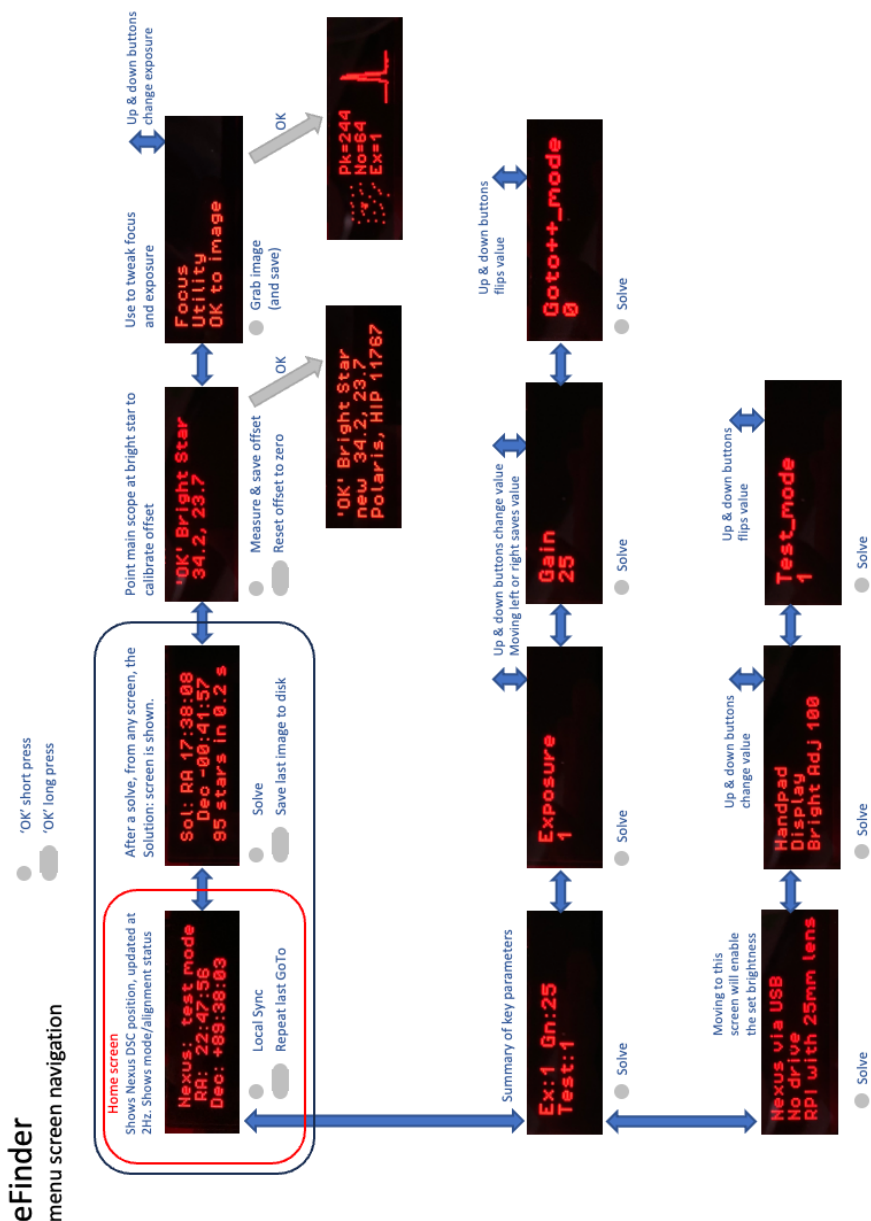 eFinder
menu screen navigation
'OK' short press
'OK' long press
Home screen
Shows Nexus DSC position, updated at
2Hz. Shows mode/alignment status
Nexus: test mode
RA: 22:47:56
Dec: +89:38:03
Local Sync
Repeat last GoTo
After a solve, from any screen, the
Solution: screen is shown.
Sol: RA 17:38:08
Dec -00:41:57
95 stars in 0.2 s
Solve
Save last image to disk
Point main scope at bright star to
calibrate offset
'OK' Bright Star
34.2, 23.7
Measure & save offset
Reset offset to zero
OK
'OK' Bright Star
new 34.2, 23.7
Polaris, HIP 11767
Use to tweak focus
and exposure
Up & down buttons
change exposure
Focus
Utility
OK to image
Grab image
(and save)
OK
Pk=244
No=64
Ex=1
Summary of key parameters
Ex:1 Gn:25
Test:1
Solve
Up & down buttons change value
Moving left or right saves value
Exposure
1
Solve
Gain
25
Solve
Up & down buttons
flips value
Goto++_mode
0
Solve
Moving to this
screen will enable
the set brightness
Nexus via USB
No drive
RPI with 25mm lens
Solve
Up & down buttons
change value
Handpad
Display
Bright Adj 100
Solve
Up & down buttons
flips value
Test_mode
1
Solve